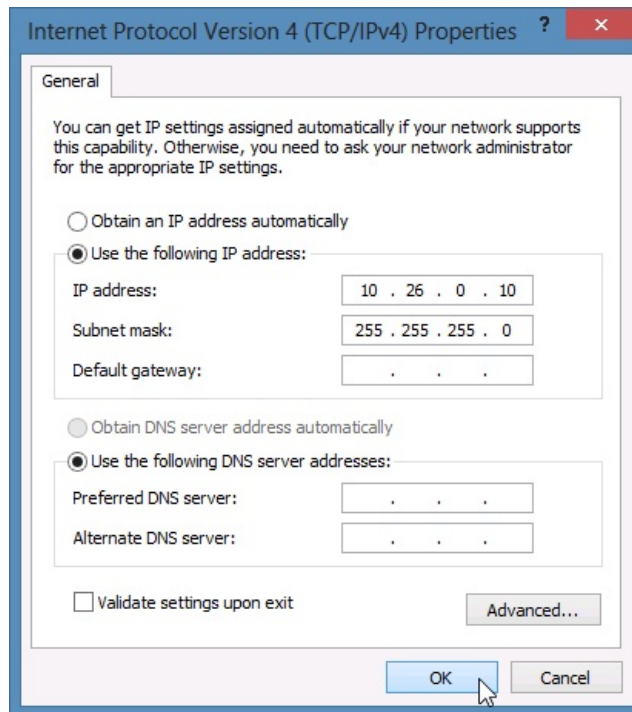 Internet Protocol Version 4 (TCP/IPv4) Properties ? ×
General
You can get IP settings assigned automatically if your network supports
this capability. Otherwise, you need to ask your network administrator
for the appropriate IP settings.
Obtain an IP address automatically
Use the following IP address:
IP address: 10 . 26 . 0 . 10
Subnet mask: 255 . 255 . 255 . 0
Default gateway: . . .
Obtain DNS server address automatically
Use the following DNS server addresses:
Preferred DNS server: . . .
Alternate DNS server: . . .
Validate settings upon exit
Advanced...
OK Cancel